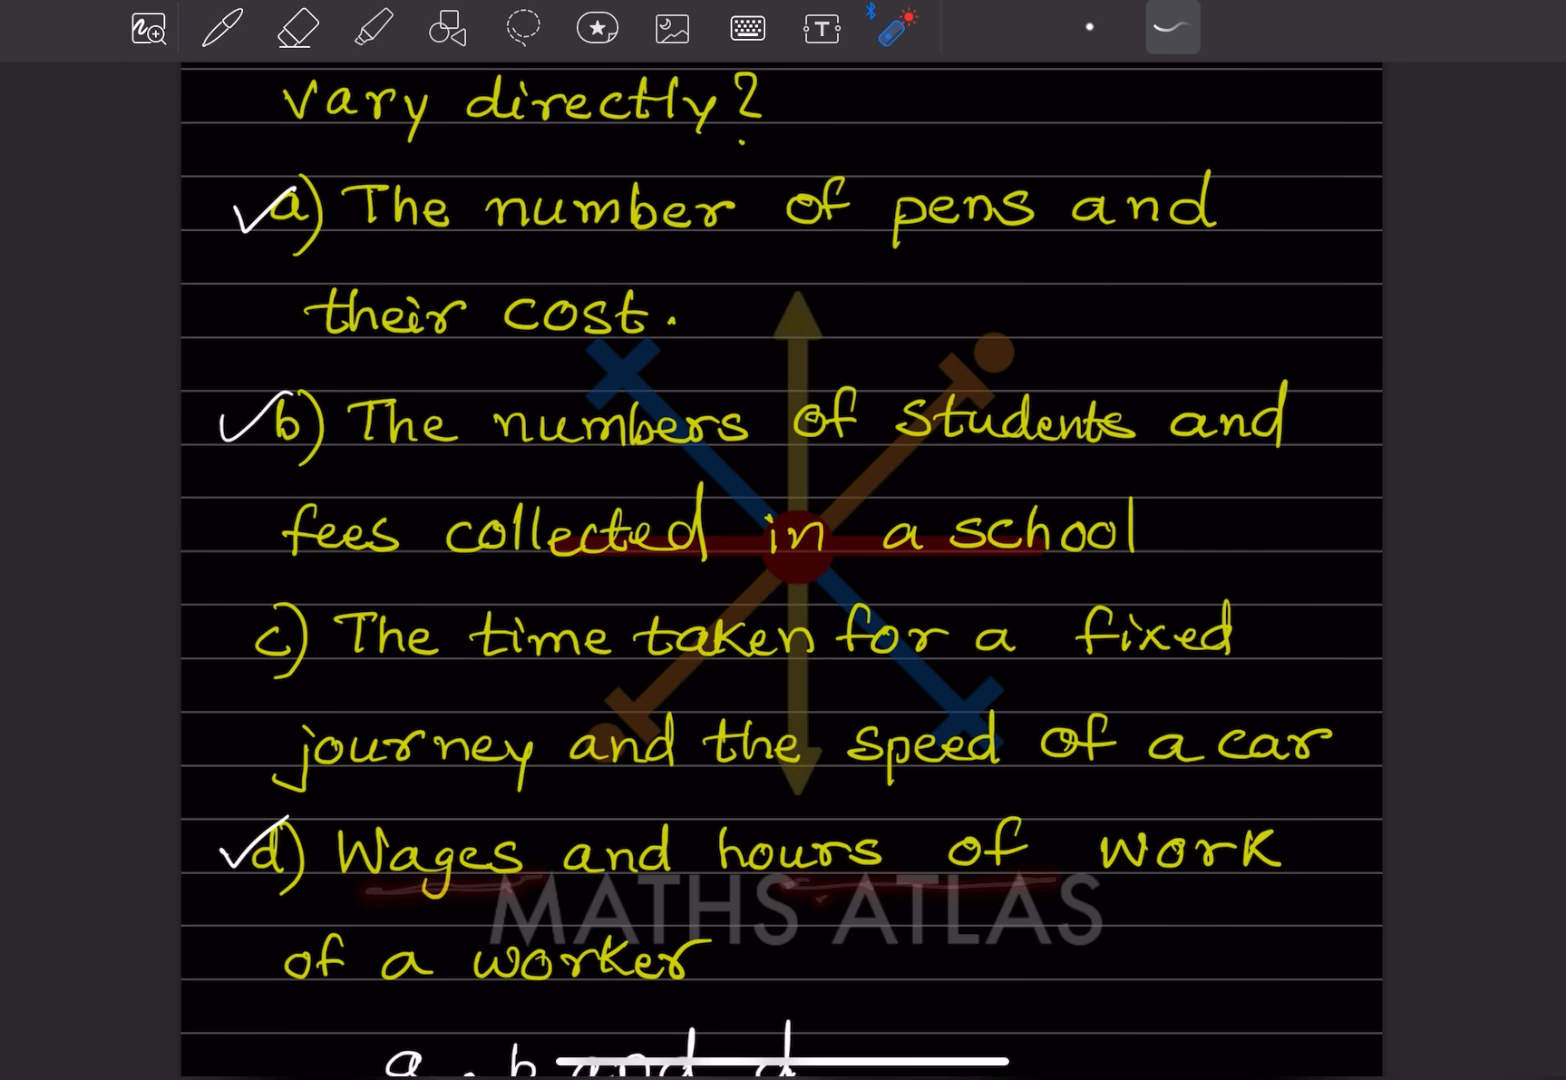 vary directly?
a) The number of pens and
their cost.
b) The numbers of students and
fees collected in a school
c) The time taken for a fixed
journey and the speed of a car
d) Wages and hours of work
MATHS ATLAS
of a worker
a, b and d